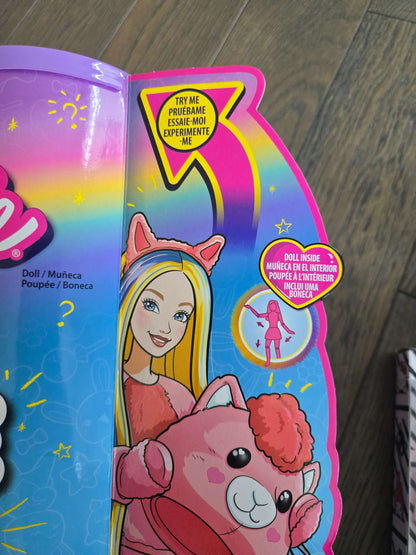 TRY ME
PRUÉBAME
ESSAIE-MOI
EXPERIMENTE
-ME
®
Doll / Muñeca
Poupée / Boneca
DOLL INSIDE
MUÑECA EN EL INTERIOR
POUPÉE À L'INTÉRIEUR
INCLUI UMA
BONECA